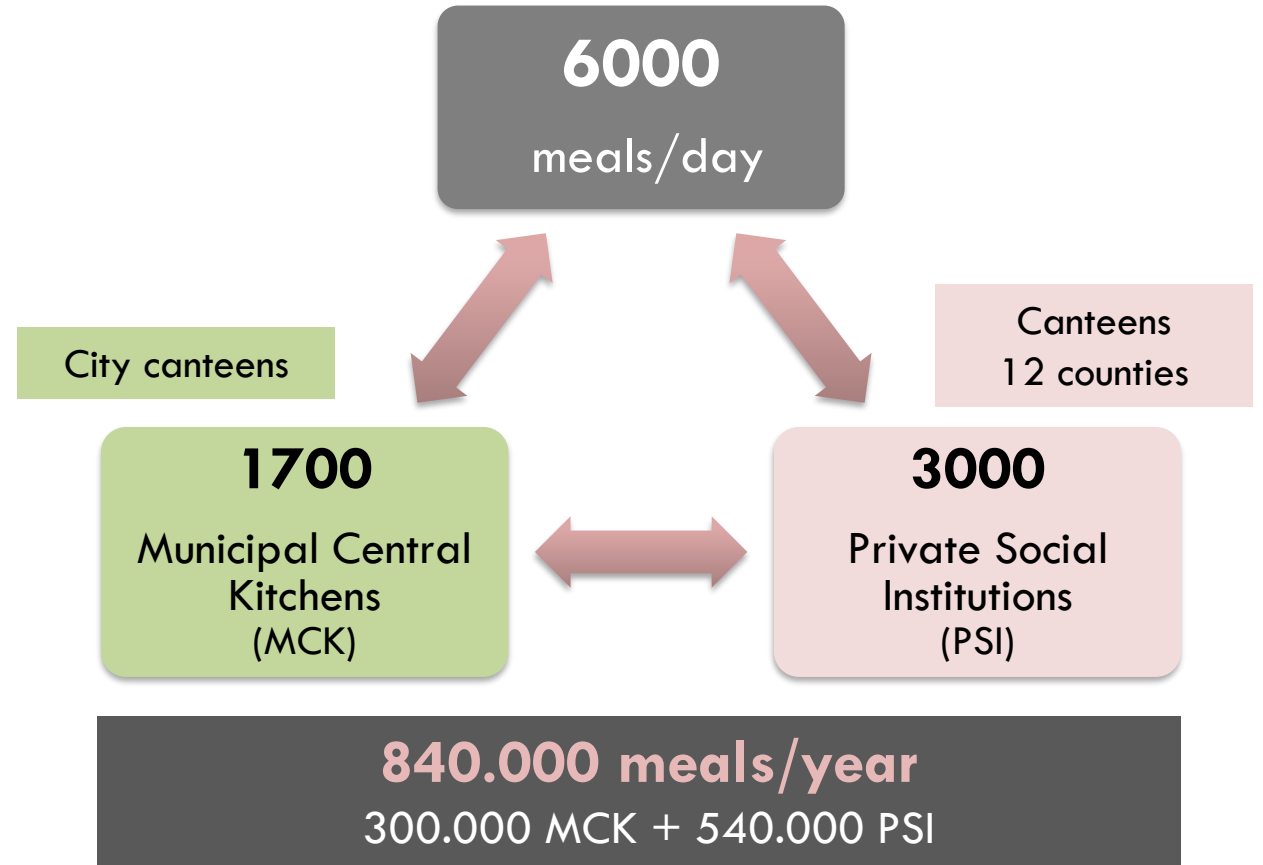 6000
meals/day
City canteens
Canteens
12 counties
1700
Municipal Central
Kitchens
(MCK)
3000
Private Social
Institutions
(PSI)
840.000 meals/year
300.000 MCK + 540.000 PSI